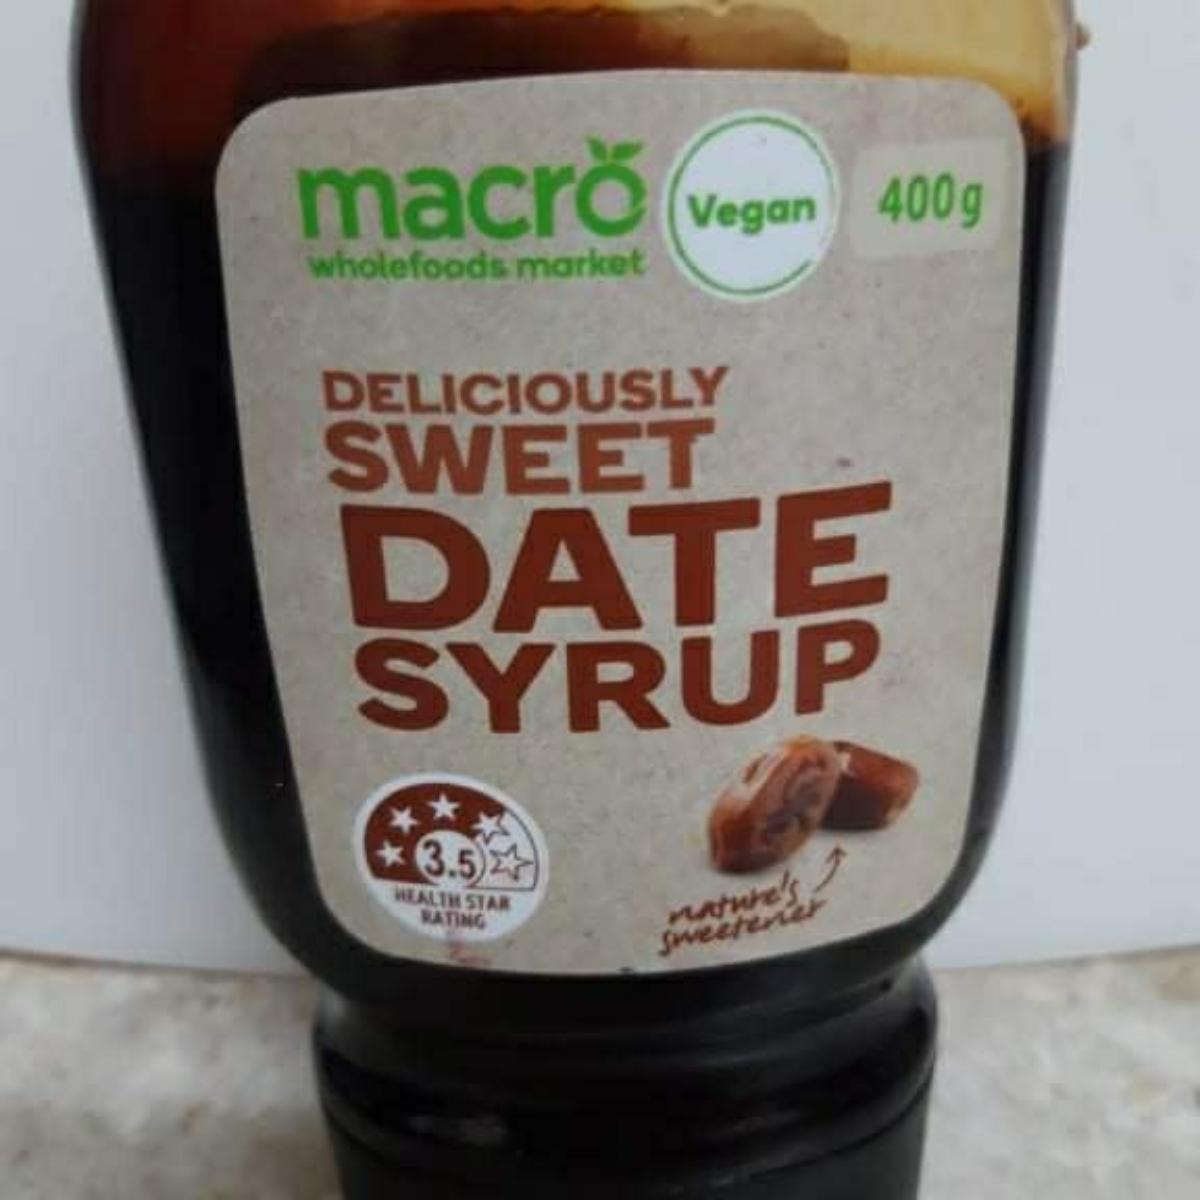 macro
wholefoods market
Vegan
400g
DELICIOUSLY
SWEET
DATE
SYRUP
3.5
HEALTH STAR
RATING
nature's
sweetener